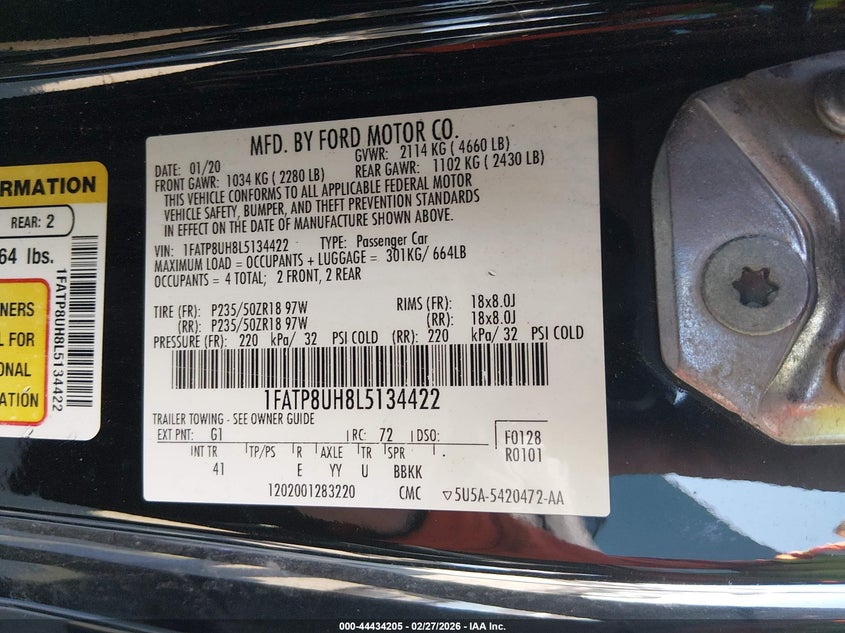 RMATION
REAR: 2
64 lbs.
NERS
L FOR
ONAL
ATION
1FATP8UH8L5134422
MFD. BY FORD MOTOR CO.
DATE: 01/20 GVWR: 2114 KG ( 4660 LB)
FRONT GAWR: 1034 KG ( 2280 LB) REAR GAWR: 1102 KG ( 2430 LB)
THIS VEHICLE CONFORMS TO ALL APPLICABLE FEDERAL MOTOR
VEHICLE SAFETY, BUMPER, AND THEFT PREVENTION STANDARDS
IN EFFECT ON THE DATE OF MANUFACTURE SHOWN ABOVE.
VIN: 1FATP8UH8L5134422 TYPE: Passenger Car
MAXIMUM LOAD = OCCUPANTS + LUGGAGE = 301KG/ 664LB
OCCUPANTS = 4 TOTAL; 2 FRONT, 2 REAR
TIRE (FR): P235/50ZR18 97W RIMS (FR): 18x8.0J
(RR): P235/50ZR18 97W (RR): 18x8.0J
PRESSURE (FR): 220 kPa/ 32 PSI COLD (RR): 220 kPa/ 32 PSI COLD
1FATP8UH8L5134422
TRAILER TOWING - SEE OWNER GUIDE
EXT PNT: G1 RC: 72 DSO: F0128
INT TR TP/PS R AXLE TR SPR . R0101
41 E YY U BBKK
1202001283220 CMC ▽5U5A-5420472-AA
000-44434205 - 02/27/2026 - IAA Inc.